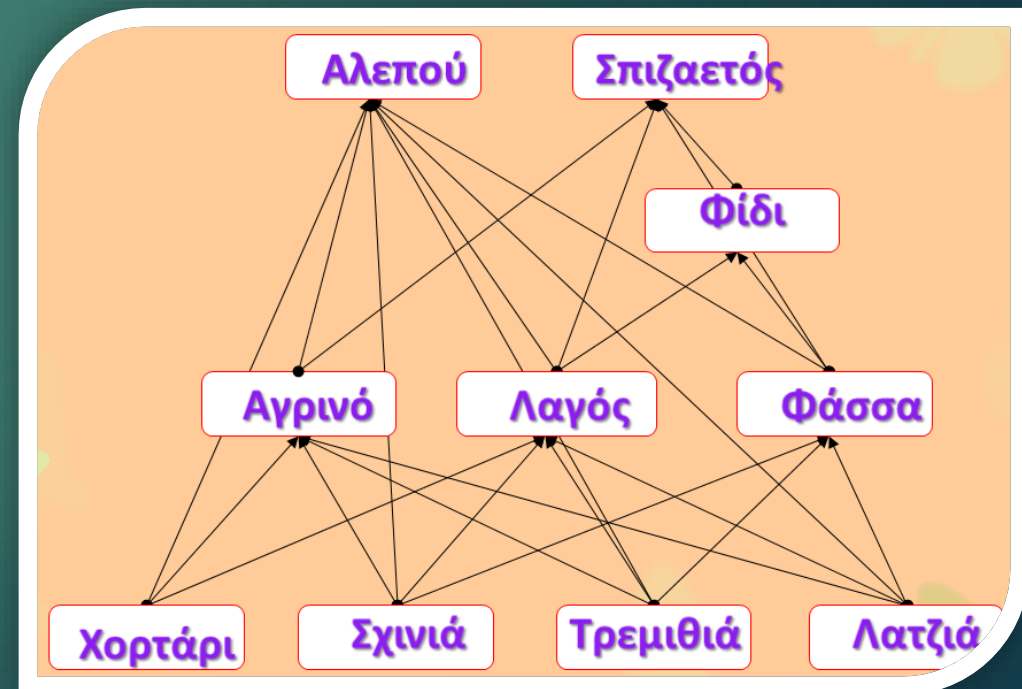 Αλεπού
Σπιζαετός
Φίδι
Αγρινό
Λαγός
Φάσσα
Χορτάρι
Σχινιά
Τρεμιθιά
Λατζιά